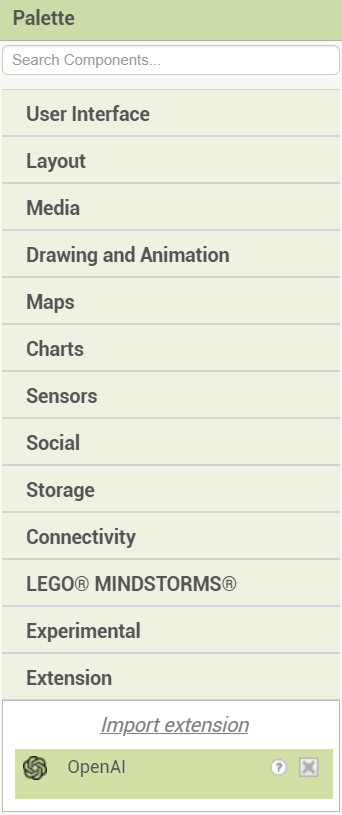 Palette
Search Components...
User Interface
Layout
Media
Drawing and Animation
Maps
Charts
Sensors
Social
Storage
Connectivity
LEGO® MINDSTORMS®
Experimental
Extension
Import extension
OpenAI ?